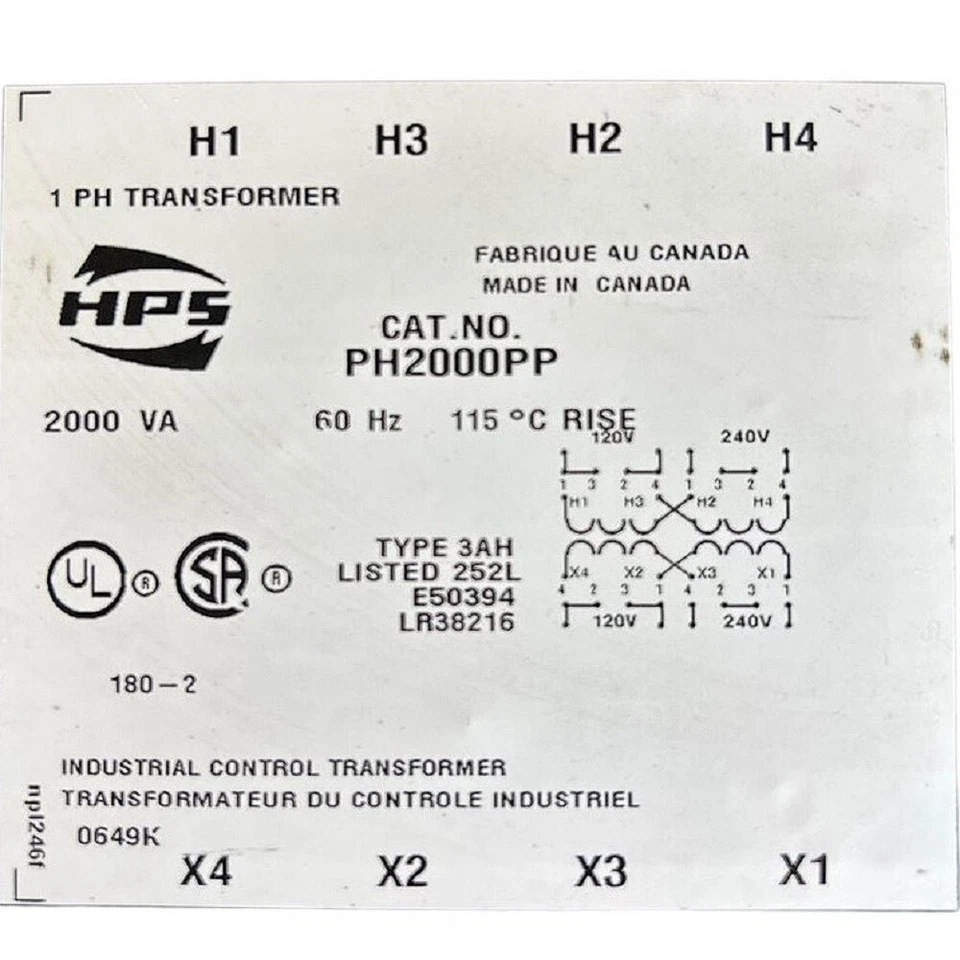 H1 H3 H2 H4
1 PH TRANSFORMER
FABRIQUE AU CANADA
MADE IN CANADA
HPS
CAT.NO.
PH2000PP
2000 VA 60 Hz 115 °C RISE
120V 240V
1 3 2 4 1 3 2 4
H1 H3 H2 H4
X4 X2 X3 X1
4 2 3 1 4 2 3 1
120V 240V
UL ® SA ®
TYPE 3AH
LISTED 252L
E50394
LR38216
180-2
INDUSTRIAL CONTROL TRANSFORMER
TRANSFORMATEUR DU CONTROLE INDUSTRIEL
0649K
npl246f
X4 X2 X3 X1